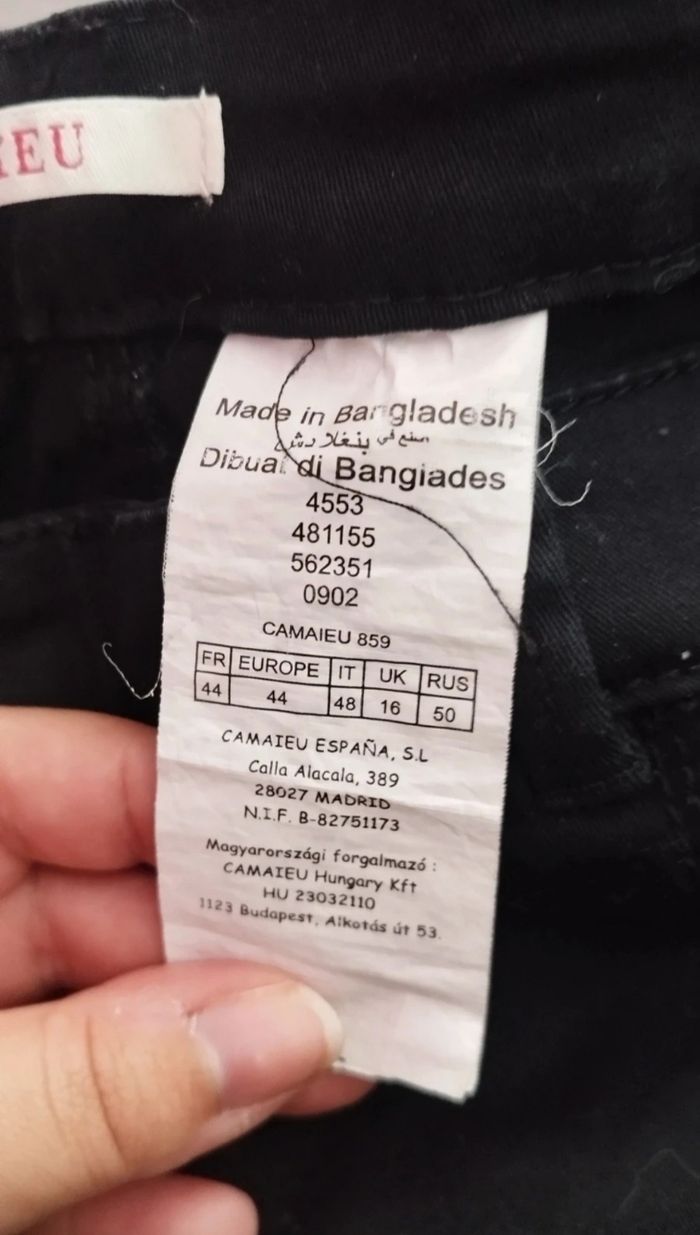 IEU
Made in Bangladesh
صنع في بنغلادش
Dibuat di Banglades
4553
481155
562351
0902
CAMAIEU 859
FR EUROPE IT UK RUS
44 44 48 16 50
CAMAIEU ESPAÑA, S.L
Calla Alacala, 389
28027 MADRID
N.I.F. B-82751173
Magyarországi forgalmazó :
CAMAIEU Hungary Kft
HU 23032110
1123 Budapest, Alkotás út 53.